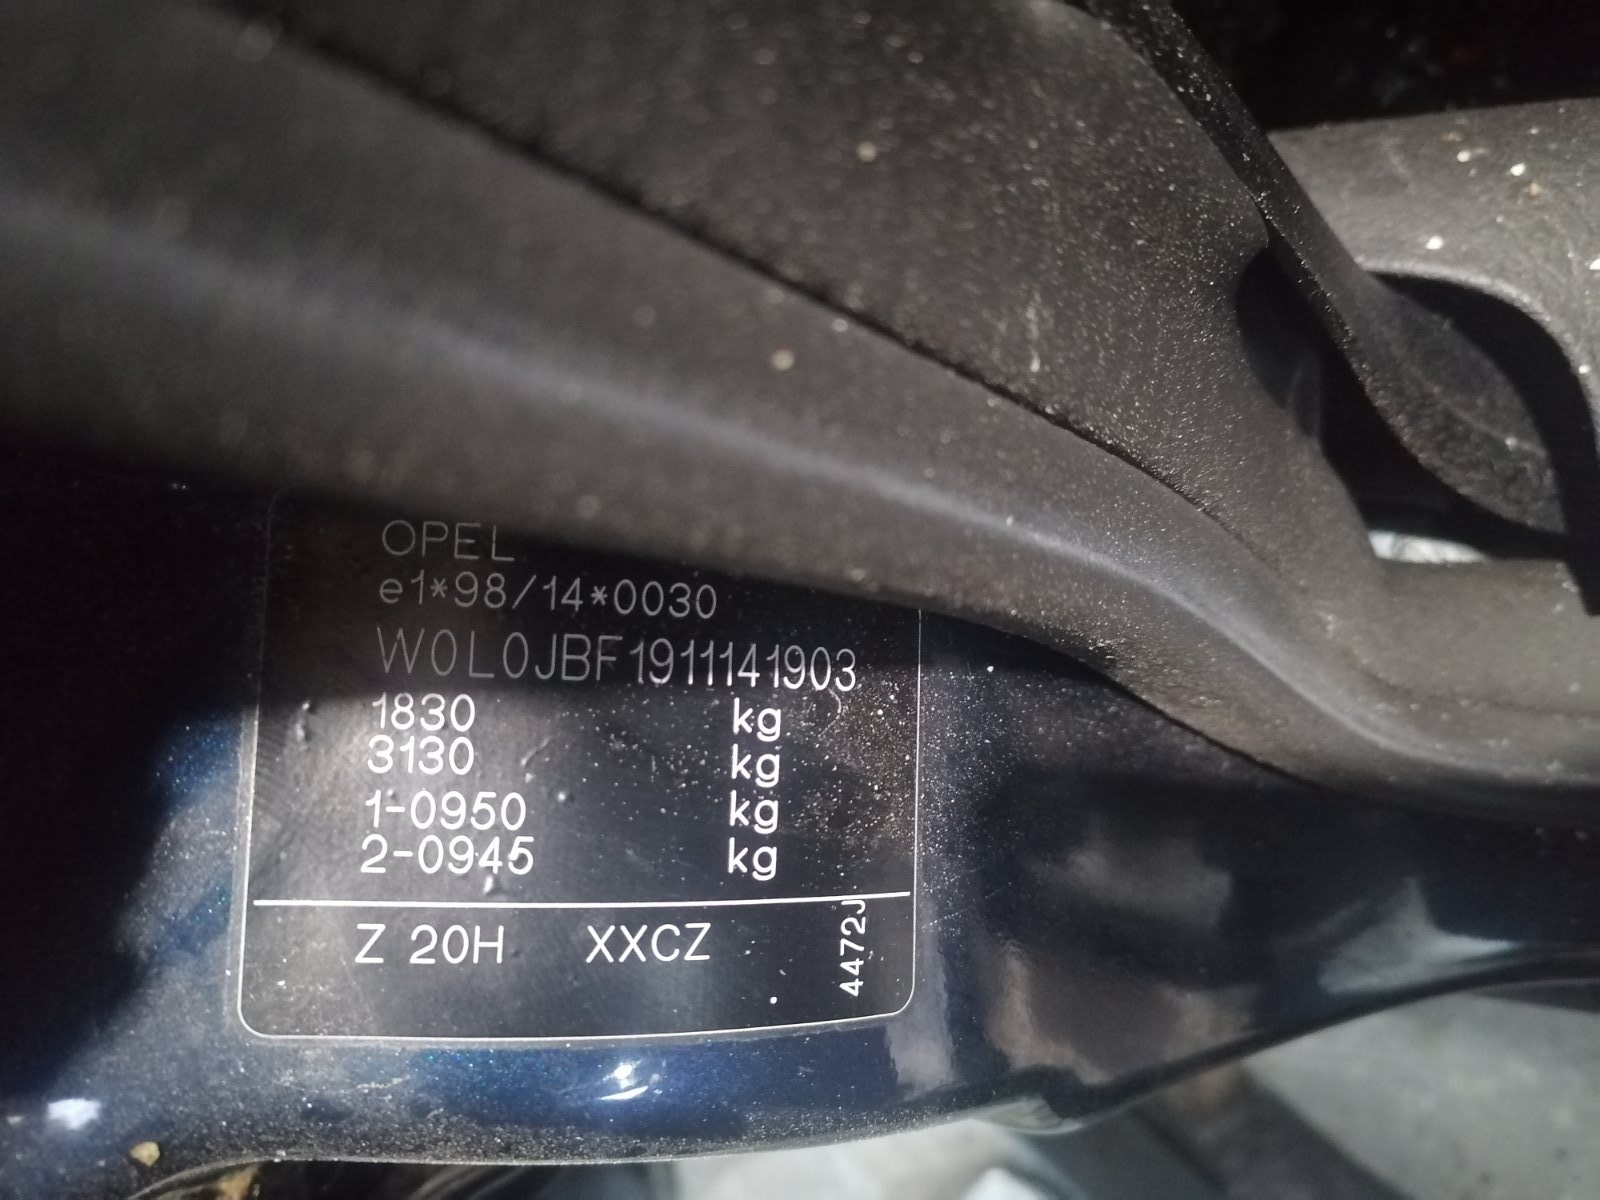 OPEL
e1*98/14*0030
W0L0JBF1911141903
1830 kg
3130 kg
1-0950 kg
2-0945 kg
Z 20H XXCZ
4472J